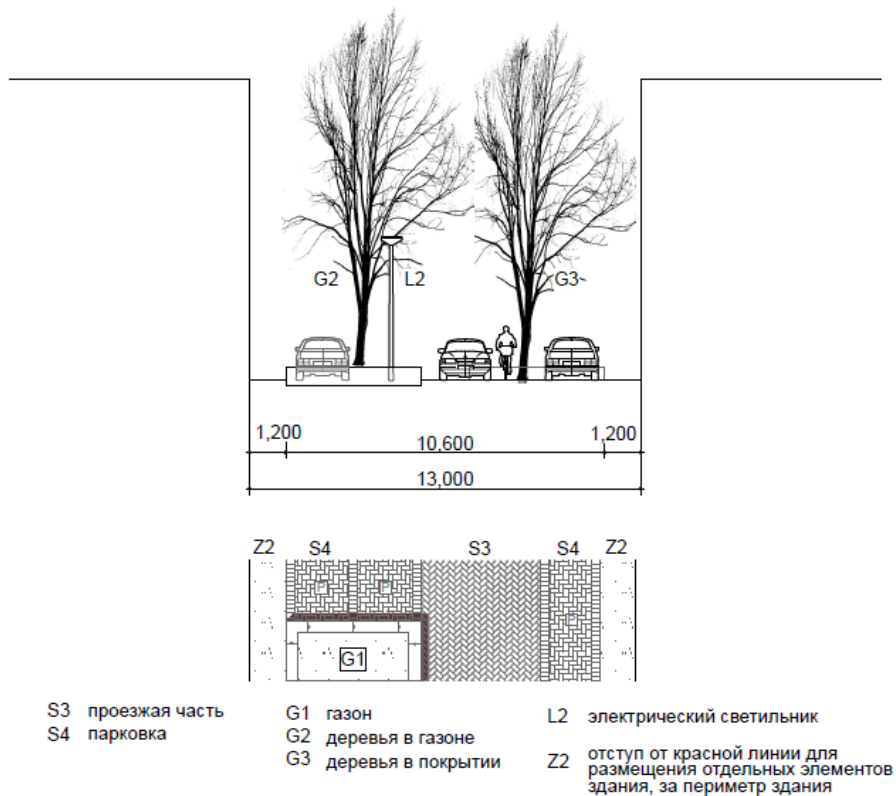 G2
L2
G3
1,200
10,600
1,200
13,000
Z2 S4 S3 S4 Z2
P P
P
G1
S3 проезжая часть
S4 парковка
G1 газон
G2 деревья в газоне
G3 деревья в покрытии
L2 электрический светильник
Z2 отступ от красной линии для
размещения отдельных элементов
здания, за периметр здания